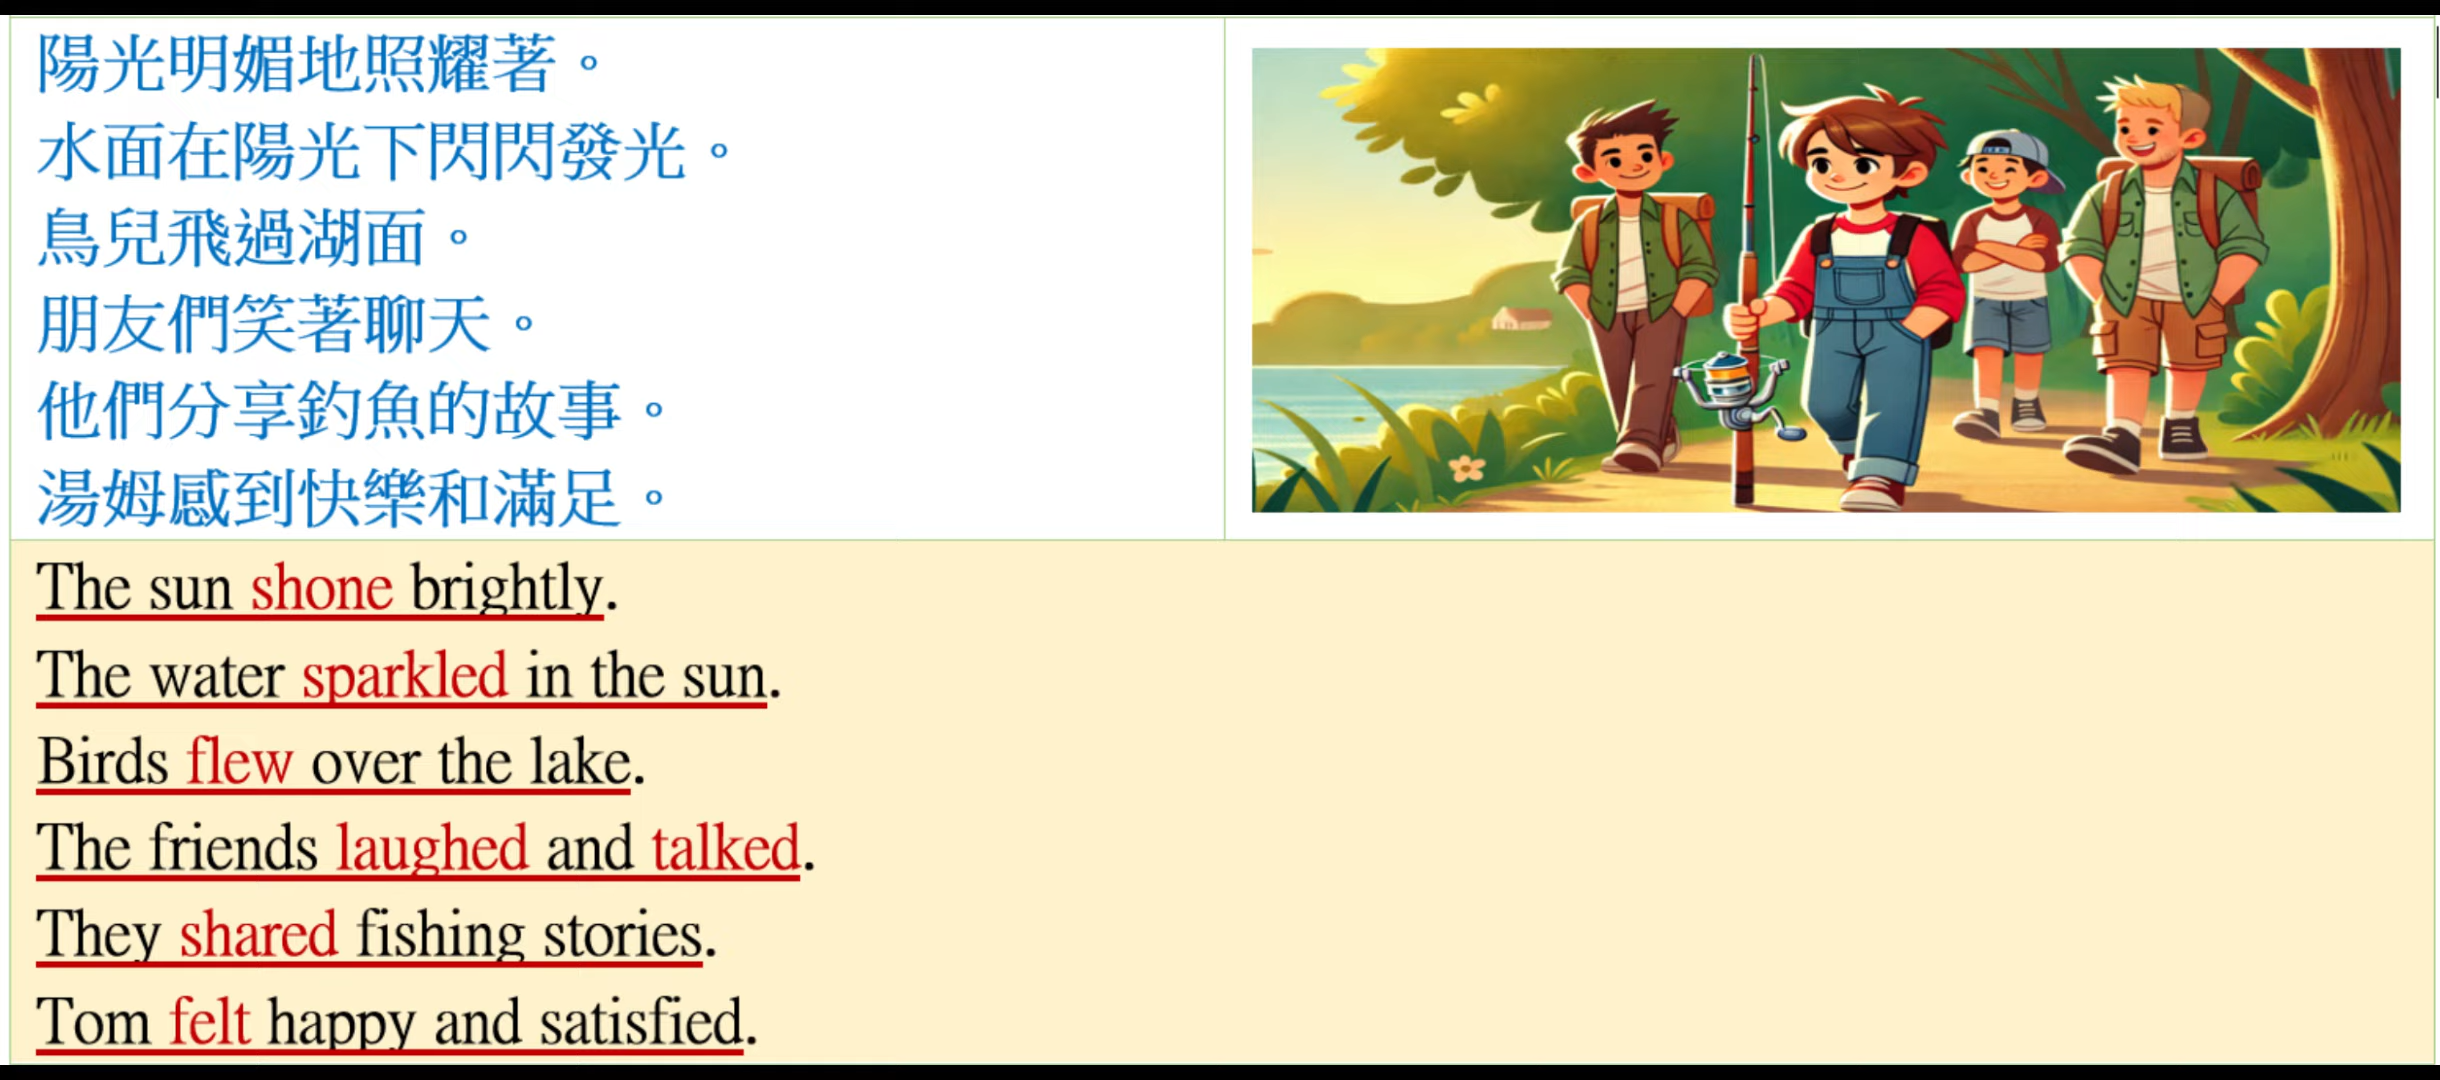 陽光明媚地照耀著。
水面在陽光下閃閃發光。
鳥兒飛過湖面。
朋友們笑著聊天。
他們分享釣魚的故事。
湯姆感到快樂和滿足。
The sun shone brightly.
The water sparkled in the sun.
Birds flew over the lake.
The friends laughed and talked.
They shared fishing stories.
Tom felt happy and satisfied.